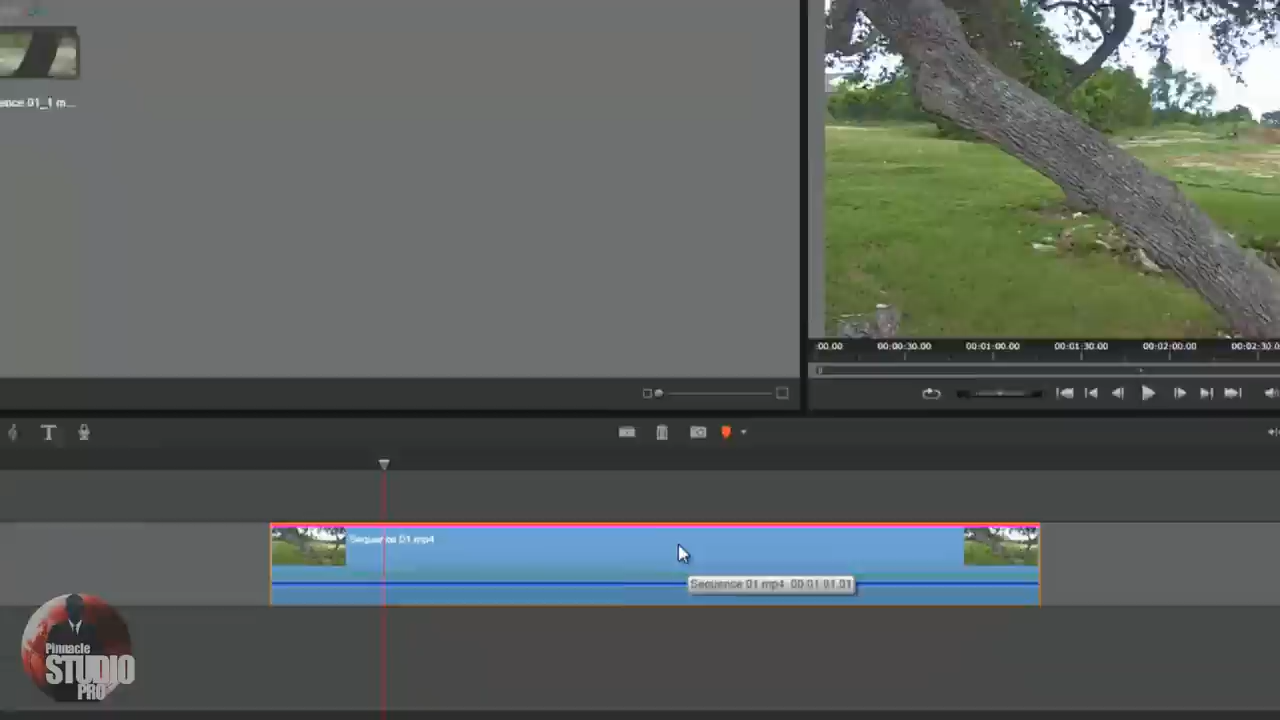 ence 01_1 m...
:00.00 00:00:30.00 00:01:00.00 00:01:30.00 00:02:00.00 00:02:30.0
T
Sequence 01.mp4
Sequence 01.mp4 00:01:01.01
Pinnacle
STUDIO
PRO